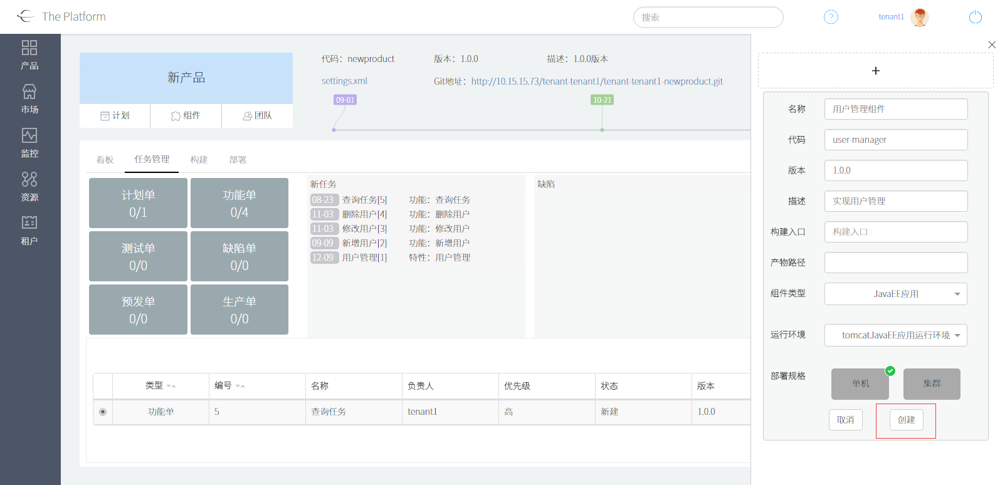 The Platform
搜索
?
tenant1
产品
市场
监控
资源
租户
新产品
计划
组件
团队
代码：newproduct
版本：1.0.0
描述：1.0.0版本
settings.xml
Git地址：http://10.15.15.73/tenant-tenant1/tenant-tenant1-newproduct.git
09-01
10-21
看板
任务管理
构建
部署
计划单
0/1
功能单
0/4
测试单
0/0
缺陷单
0/0
预发单
0/0
生产单
0/0
新任务
08-23 查询任务[5] 功能：查询任务
11-03 删除用户[4] 功能：删除用户
11-03 修改用户[3] 功能：修改用户
09-09 新增用户[2] 功能：新增用户
12-09 用户管理[1] 特性：用户管理
缺陷
类型 编号 名称 负责人 优先级 状态 版本
功能单 5 查询任务 tenant1 高 新建 1.0.0
+
名称 用户管理组件
代码 user-manager
版本 1.0.0
描述 实现用户管理
构建入口 构建入口
产物路径
组件类型 JavaEE应用
运行环境 tomcatJavaEE应用运行环境
部署规格 单机 集群
取消 创建